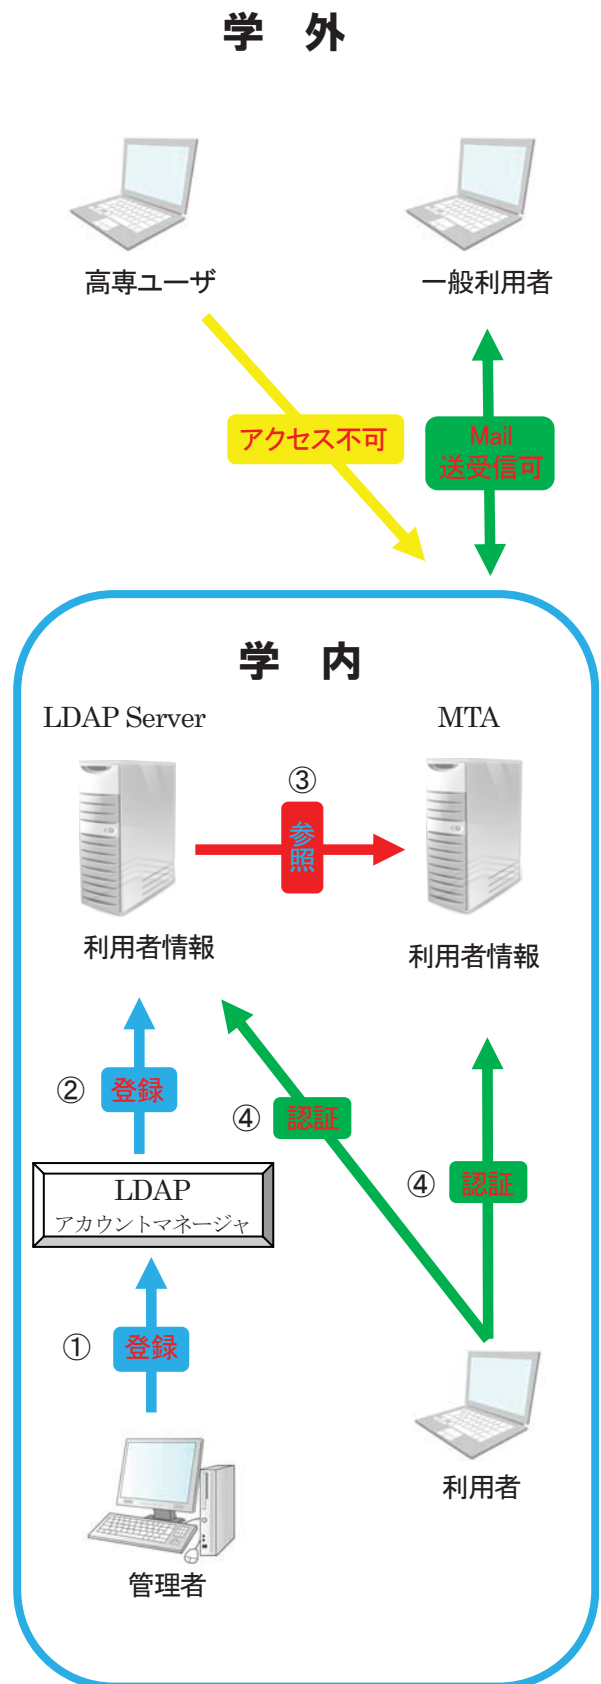 学 外
高専ユーザ
一般利用者
アクセス不可
Mail
送受信可
学 内
LDAP Server
MTA
③
参
照
利用者情報
利用者情報
②
登録
④
認証
④
認証
LDAP
アカウントマネージャ
①
登録
利用者
管理者